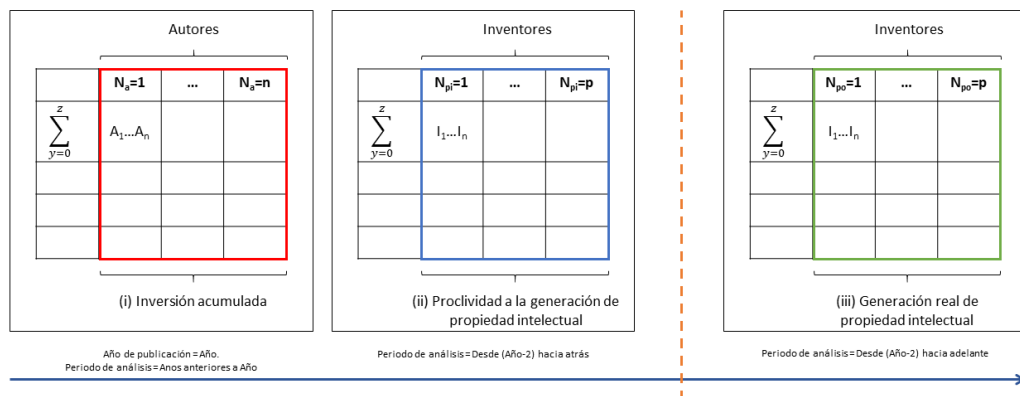 Autores
Nₐ=1 ... Nₐ=n
z
∑
y=0
A₁...Aₙ
(i) Inversión acumulada
Año de publicación=Año.
Periodo de análisis=Anos anteriores a Año
Inventores
Nₚᵢ=1 ... Nₚᵢ=p
z
∑
y=0
I₁...Iₙ
(ii) Proclividad a la generación de
propiedad intelectual
Periodo de análisis=Desde (Año-2) hacia atrás
Inventores
Nₚₒ=1 ... Nₚₒ=p
z
∑
y=0
I₁...Iₙ
(iii) Generación real de
propiedad intelectual
Periodo de análisis=Desde (Año-2) hacia adelante